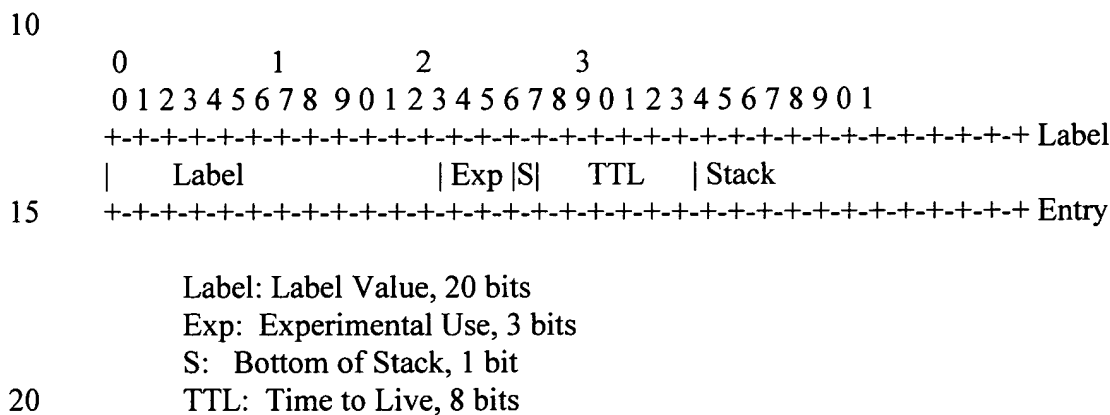 10
0 1 2 3
0 1 2 3 4 5 6 7 8 9 0 1 2 3 4 5 6 7 8 9 0 1 2 3 4 5 6 7 8 9 0 1
+-+-+-+-+-+-+-+-+-+-+-+-+-+-+-+-+-+-+-+-+-+-+-+-+-+-+-+-+-+-+-+-+ Label
| Label | Exp |S| TTL | Stack
15 +-+-+-+-+-+-+-+-+-+-+-+-+-+-+-+-+-+-+-+-+-+-+-+-+-+-+-+-+-+-+-+-+ Entry
Label: Label Value, 20 bits
Exp: Experimental Use, 3 bits
S: Bottom of Stack, 1 bit
20 TTL: Time to Live, 8 bits